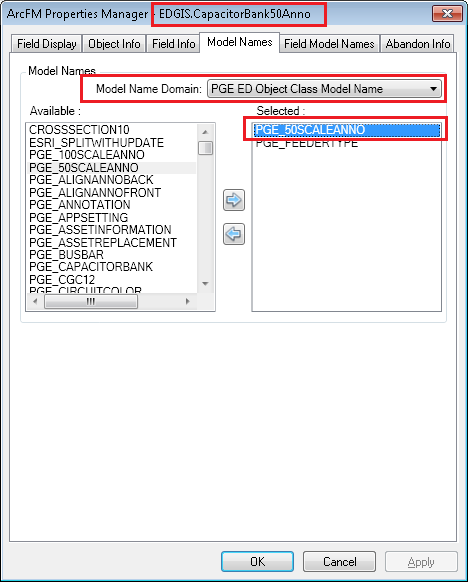 ArcFM Properties Manager - EDGIS.CapacitorBank50Anno
Field Display Object Info Field Info Model Names Field Model Names Abandon Info
Model Names
Model Name Domain: PGE ED Object Class Model Name
Available : Selected :
CROSSSECTION10
ESRI_SPLITWITHUPDATE
PGE_100SCALEANNO
PGE_50SCALEANNO
PGE_ALIGNANNOBACK
PGE_ALIGNANNOFRONT
PGE_ANNOTATION
PGE_APPSETTING
PGE_ASSETINFORMATION
PGE_ASSETREPLACEMENT
PGE_BUSBAR
PGE_CAPACITORBANK
PGE_CGC12
PGE_CIRCUITCOLOR
PGE_50SCALEANNO
PGE_FEEDERTYPE
OK Cancel Apply